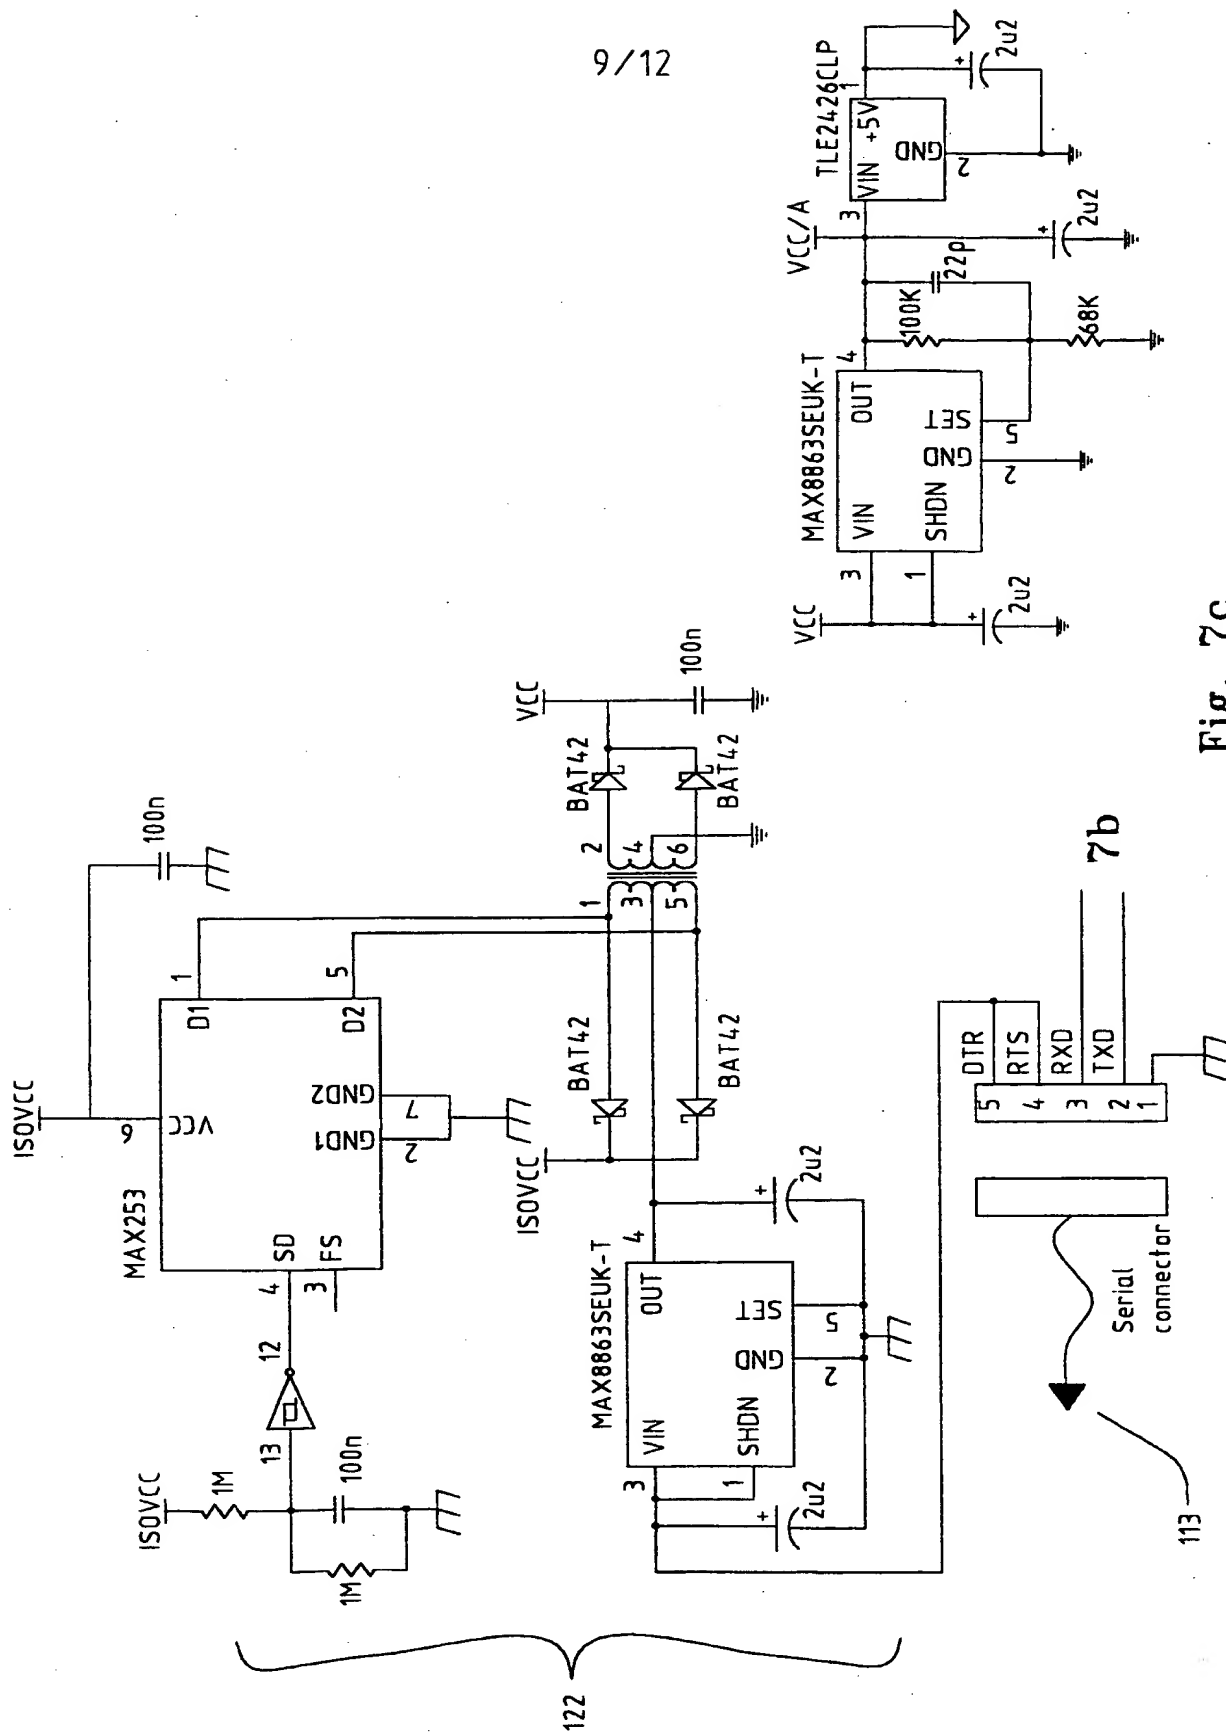 9/12
ISOVCC
1M
1M
100n
13
12
MAX253
4
SD
3
FS
6
VCC
D1
1
D2
5
GND1
2
GND2
7
ISOVCC
100n
ISOVCC
BAT42
BAT42
1
3
5
2
4
6
BAT42
BAT42
VCC
100n
122
MAX8863SEUK-T
3
VIN
1
SHDN
OUT
4
GND
2
SET
5
2u2
2u2
VCC
MAX8863SEUK-T
3
VIN
1
SHDN
OUT
4
GND
2
SET
5
2u2
100K
22p
68K
VCC/A
2u2
TLE2426CLP
3
VIN
+5V
1
GND
2
2u2
113
Serial
connector
5
DTR
4
RTS
3
RXD
2
TXD
1
7b
Fig. 7c